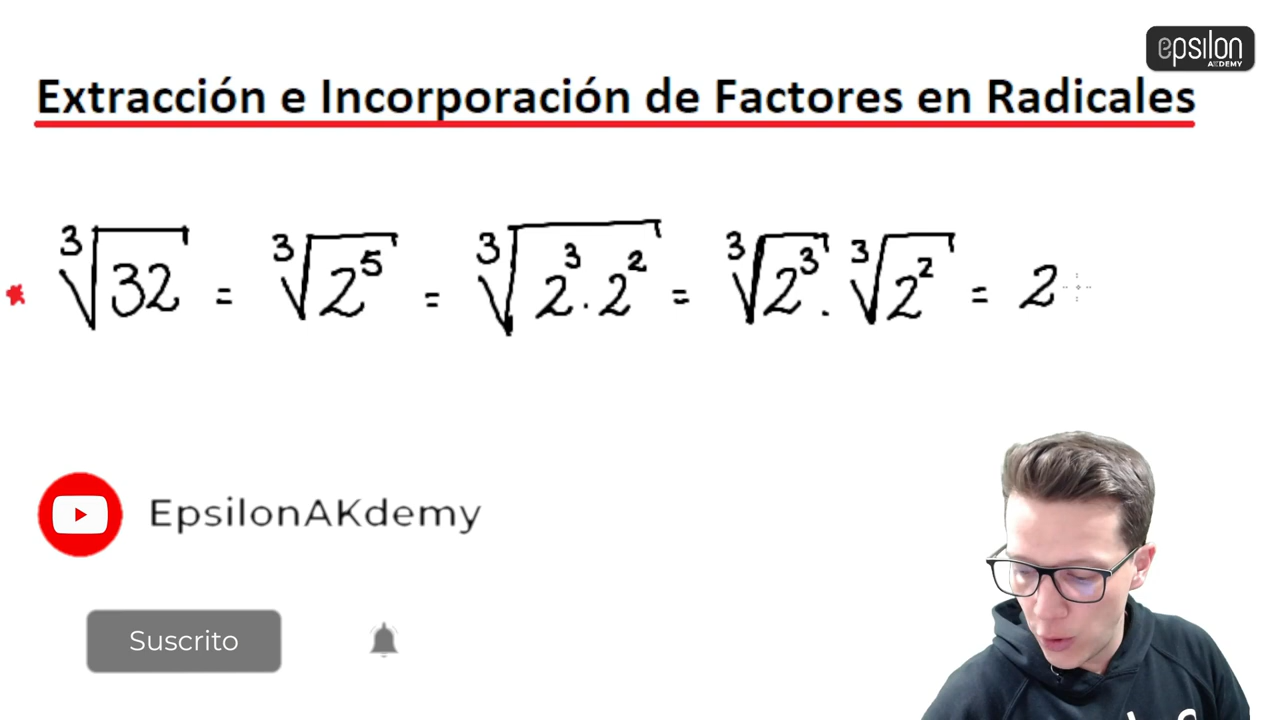 epsilon
AKDEMY
Extracción e Incorporación de Factores en Radicales
* ∛32 = ∛2⁵ = ∛2³·2² = ∛2³ . ∛2² = 2
EpsilonAKdemy
Suscrito